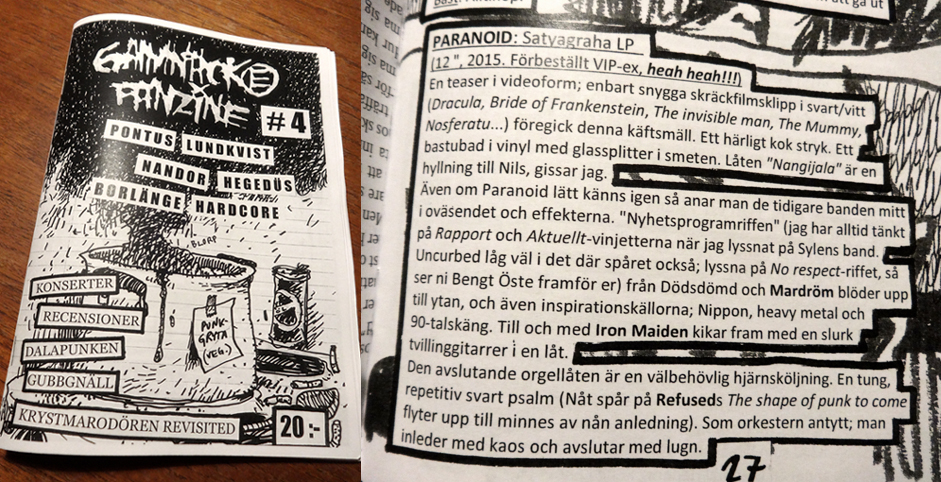 GAMMACKE
FANZINE
#4
PONTUS LUNDKVIST
NANDOR HEGEDÜS
BORLÄNGE HARDCORE
BLORP
PUNK-
GRYTA
(VEG.)
KONSERTER
RECENSIONER
DALAPUNKEN
GUBBGNÄLL
KRYSTMARODÖREN REVISITED
20:-
PARANOID: Satyagraha LP
(12 ", 2015. Förbeställt VIP-ex, heah heah!!!)
En teaser i videoform; enbart snygga skräckfilmsklipp i svart/vitt
(Dracula, Bride of Frankenstein, The invisible man, The Mummy,
Nosferatu...) föregick denna käftsmäll. Ett härligt kok stryk. Ett
bastubad i vinyl med glassplitter i smeten. Låten "Nangijala" är en
hyllning till Nils, gissar jag.
Även om Paranoid lätt känns igen så anar man de tidigare banden mitt
i oväsendet och effekterna. "Nyhetsprogramriffen" (jag har alltid tänkt
på Rapport och Aktuellt-vinjetterna när jag lyssnat på Sylens band.
Uncurbed låg väl i det där spåret också; lyssna på No respect-riffet, så
ser ni Bengt Öste framför er) från Dödsdömd och Mardröm blöder upp
till ytan, och även inspirationskällorna; Nippon, heavy metal och
90-talskäng. Till och med Iron Maiden kikar fram med en slurk
tvillinggitarrer i en låt.
Den avslutande orgellåten är en välbehövlig hjärnsköljning. En tung,
repetitiv svart psalm (Nåt spår på Refuseds The shape of punk to come
flyter upp till minnes av nån anledning). Som orkestern antytt; man
inleder med kaos och avslutar med lugn.
27